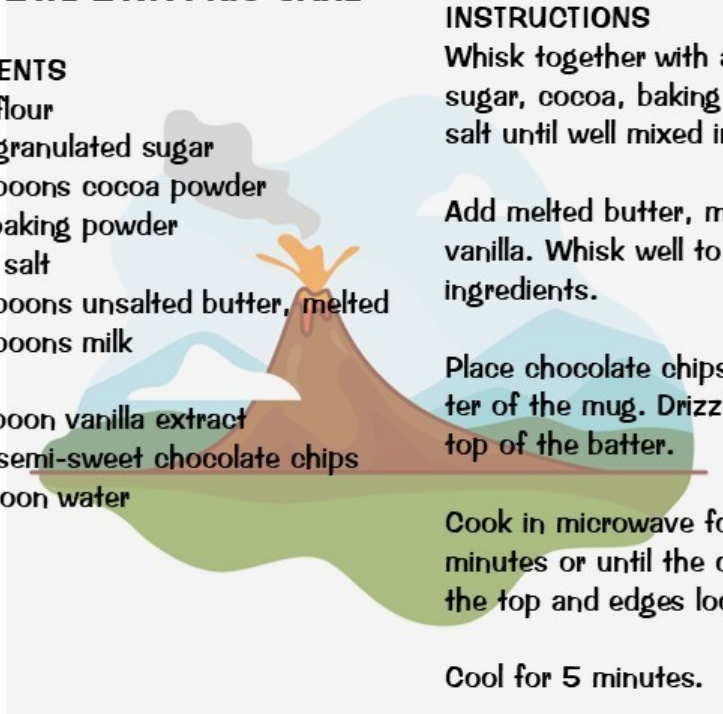 ENTS
flour
granulated sugar
poons cocoa powder
baking powder
salt
poons unsalted butter, melted
poons milk
poon vanilla extract
semi-sweet chocolate chips
oon water
INSTRUCTIONS
Whisk together with a
sugar, cocoa, baking
salt until well mixed in
Add melted butter, m
vanilla. Whisk well to
ingredients.
Place chocolate chips
ter of the mug. Drizz
top of the batter.
Cook in microwave fo
minutes or until the c
the top and edges loo
Cool for 5 minutes.